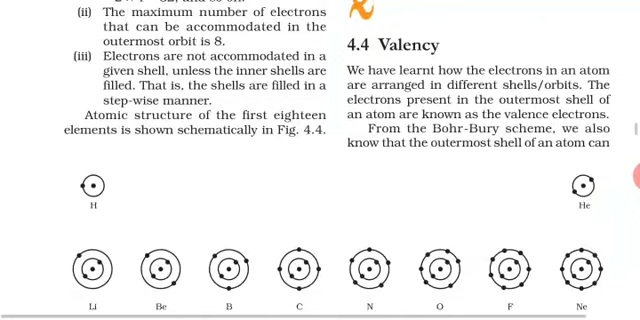 (ii) The maximum number of electrons
that can be accommodated in the
outermost orbit is 8.
(iii) Electrons are not accommodated in a
given shell, unless the inner shells are
filled. That is, the shells are filled in a
step-wise manner.
Atomic structure of the first eighteen
elements is shown schematically in Fig. 4.4.
4.4 Valency
We have learnt how the electrons in an atom
are arranged in different shells/orbits. The
electrons present in the outermost shell of
an atom are known as the valence electrons.
From the Bohr-Bury scheme, we also
know that the outermost shell of an atom can
H
He
Li
Be
B
C
N
O
F
Ne